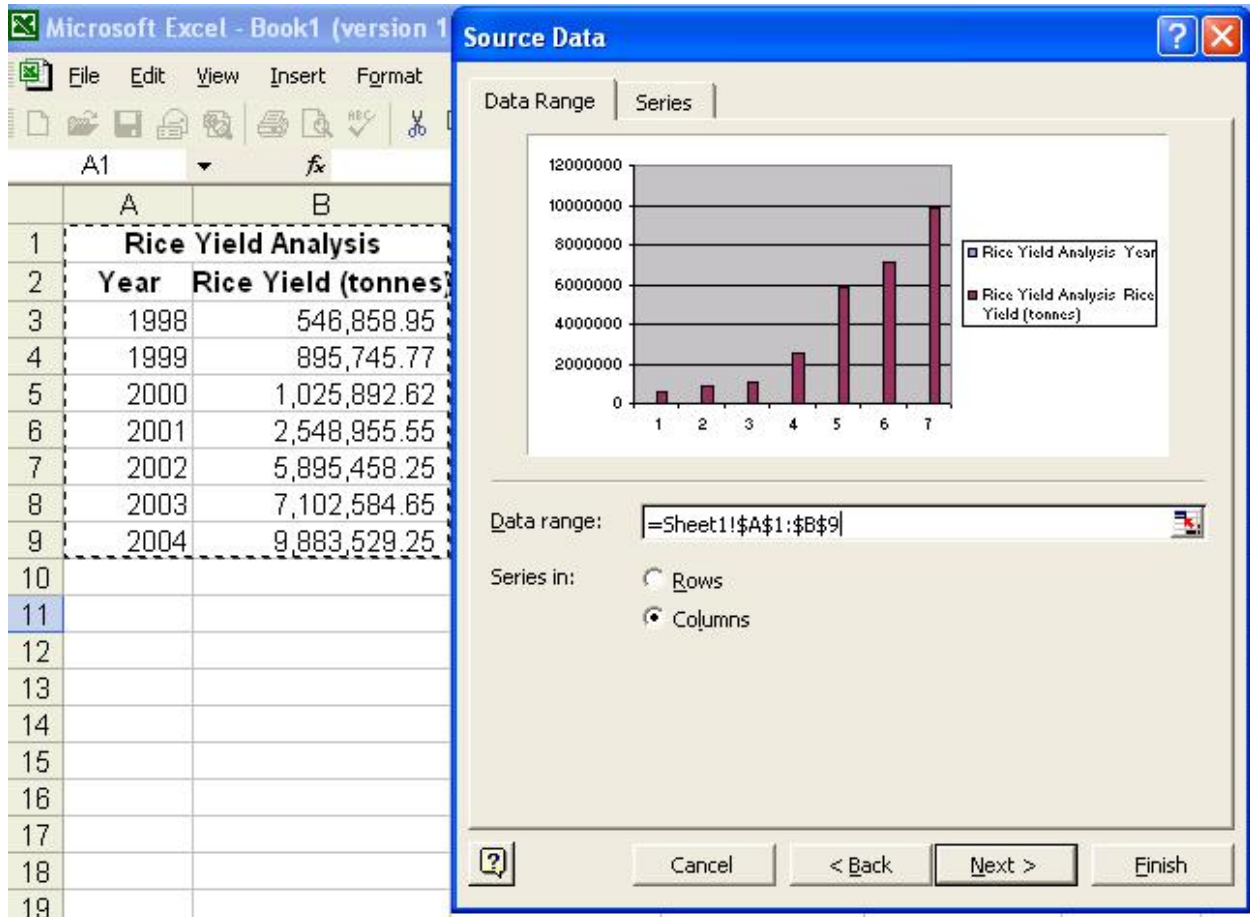 Microsoft Excel - Book1 (version 1
File Edit View Insert Format
ABC
A1 fx
A B
1 Rice Yield Analysis
2 Year Rice Yield (tonnes)
3 1998 546,858.95
4 1999 895,745.77
5 2000 1,025,892.62
6 2001 2,548,955.55
7 2002 5,895,458.25
8 2003 7,102,584.65
9 2004 9,883,529.25
10
11
12
13
14
15
16
17
18
19
Source Data
Data Range Series
12000000
10000000
8000000
6000000
4000000
2000000
0
1 2 3 4 5 6 7
Rice Yield Analysis Year
Rice Yield Analysis Rice
Yield (tonnes)
Data range: =Sheet1!$A$1:$B$9
Series in: Rows
Columns
? Cancel < Back Next > Finish